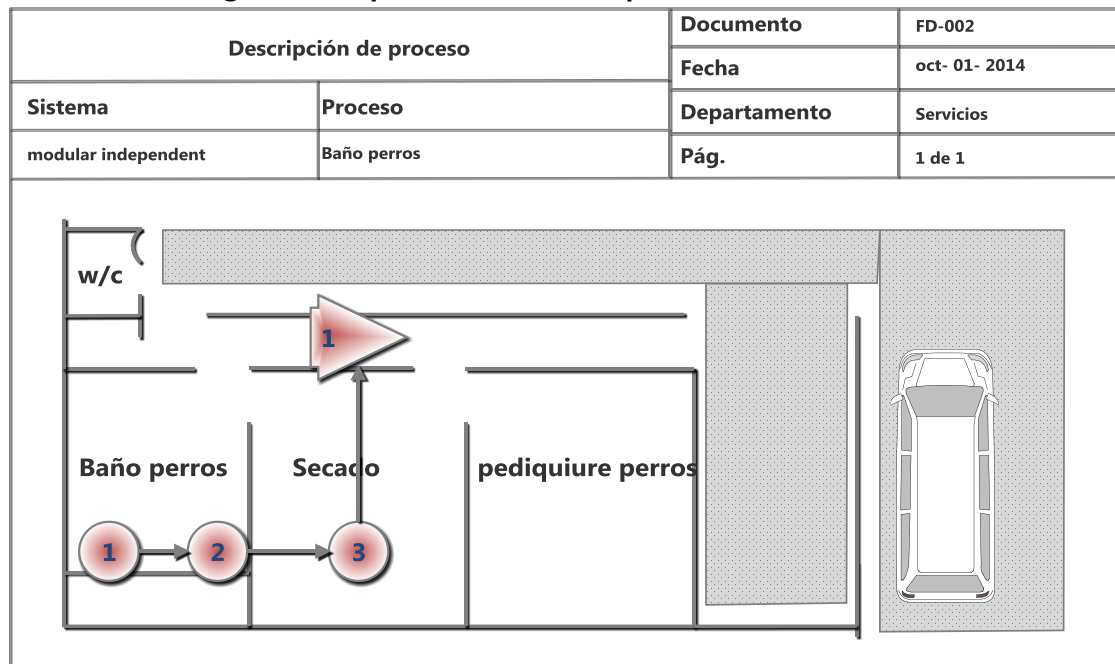 Descripción de proceso
Documento FD-002
Fecha oct- 01- 2014
Sistema Proceso
Departamento Servicios
modular independent Baño perros
Pág. 1 de 1
w/c
1
Baño perros Secado pediquiure perros
1 2 3